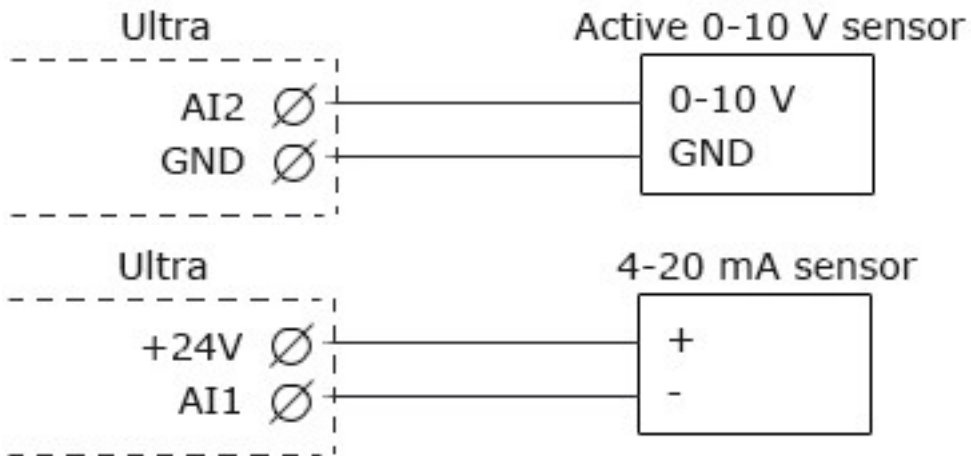 Ultra
Active 0-10 V sensor
AI2
0-10 V
GND
GND
Ultra
4-20 mA sensor
+24V
+
AI1
-